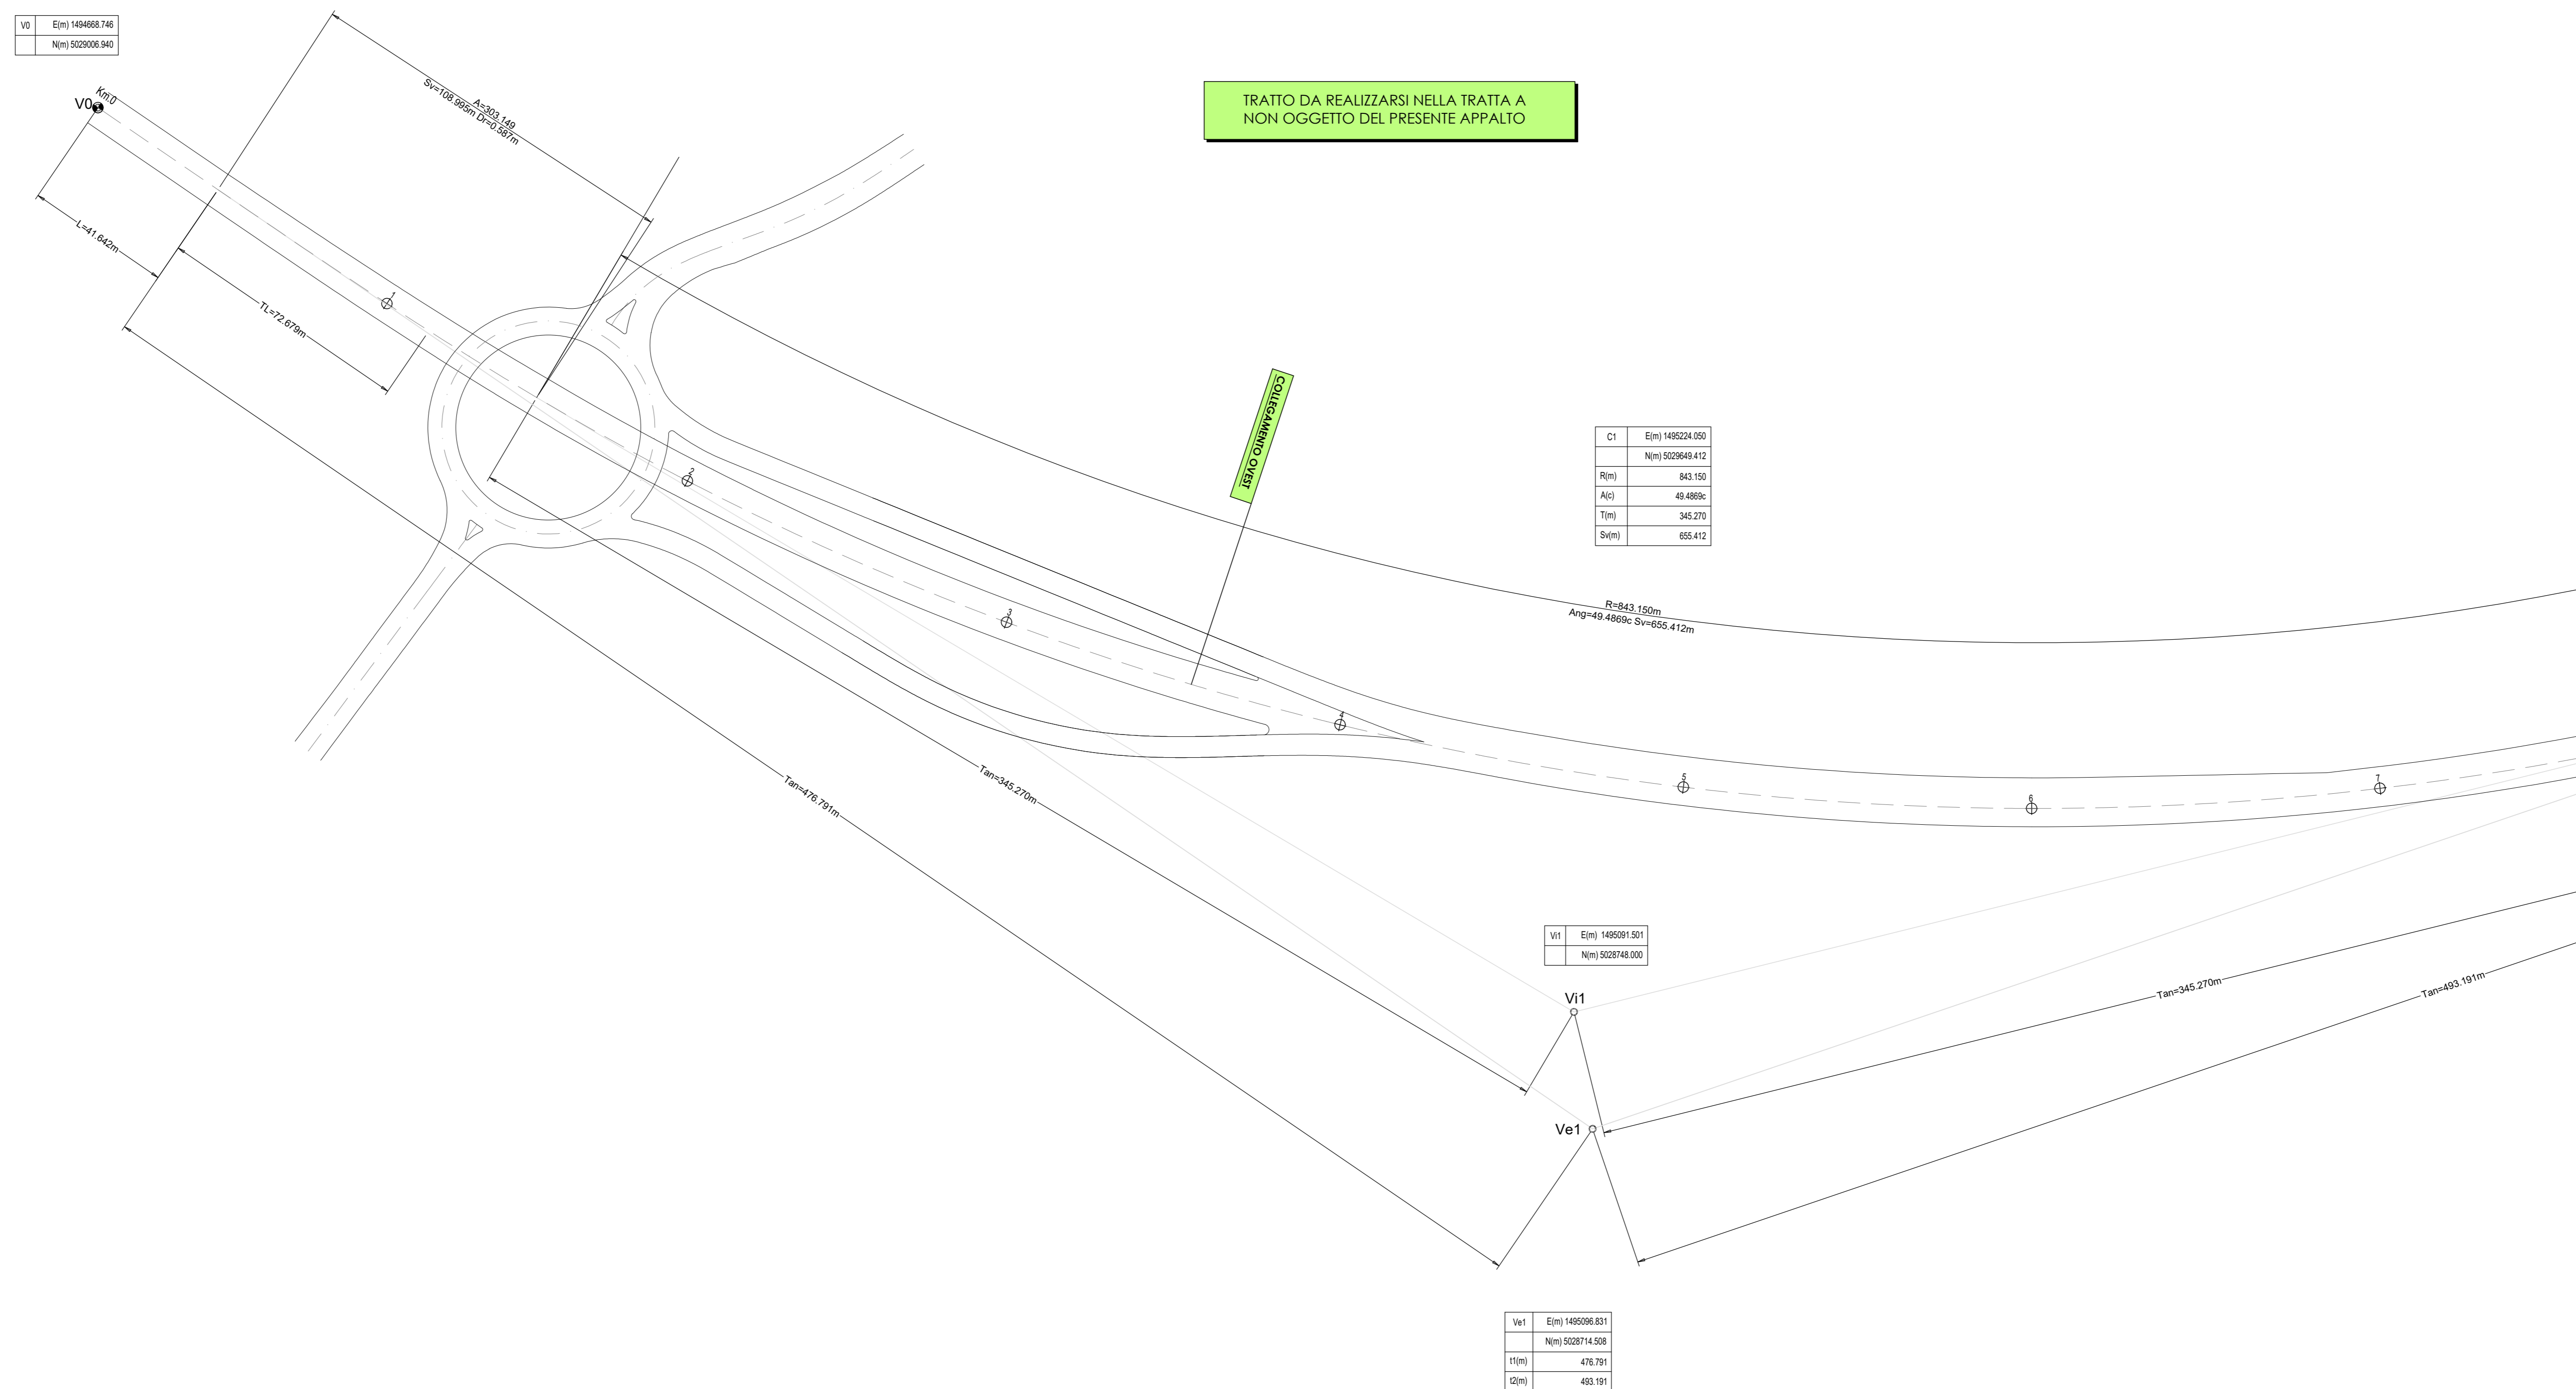 V0 E(m) 1494668.746
N(m) 5029006.940
V0
Km.0
A=303.149
Sv=108.995m Dr=0.587m
L=41.642m
TL=72.679m
TRATTO DA REALIZZARSI NELLA TRATTA A
NON OGGETTO DEL PRESENTE APPALTO
1
2
3
COLLEGAMENTO OVEST
C1 E(m) 1495224.050
N(m) 5029649.412
R(m) 843.150
A(c) 49.4869c
T(m) 345.270
Sv(m) 655.412
R=843.150m
Ang=49.4869c Sv=655.412m
4
5
6
7
Tan=476.791m
Tan=345.270m
Vi1 E(m) 1495091.501
N(m) 5028748.000
Vi1
Tan=345.270m
Tan=493.191m
Ve1
Ve1 E(m) 1495096.831
N(m) 5028714.508
t1(m) 476.791
t2(m) 493.191